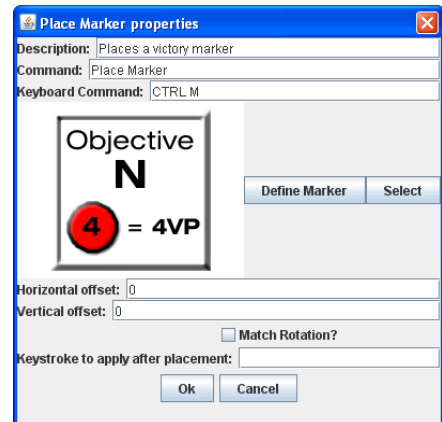 Place Marker properties
Description: Places a victory marker
Command: Place Marker
Keyboard Command: CTRL M
Objective
N
4 = 4VP
Define Marker Select
Horizontal offset: 0
Vertical offset: 0
Match Rotation?
Keystroke to apply after placement:
Ok Cancel